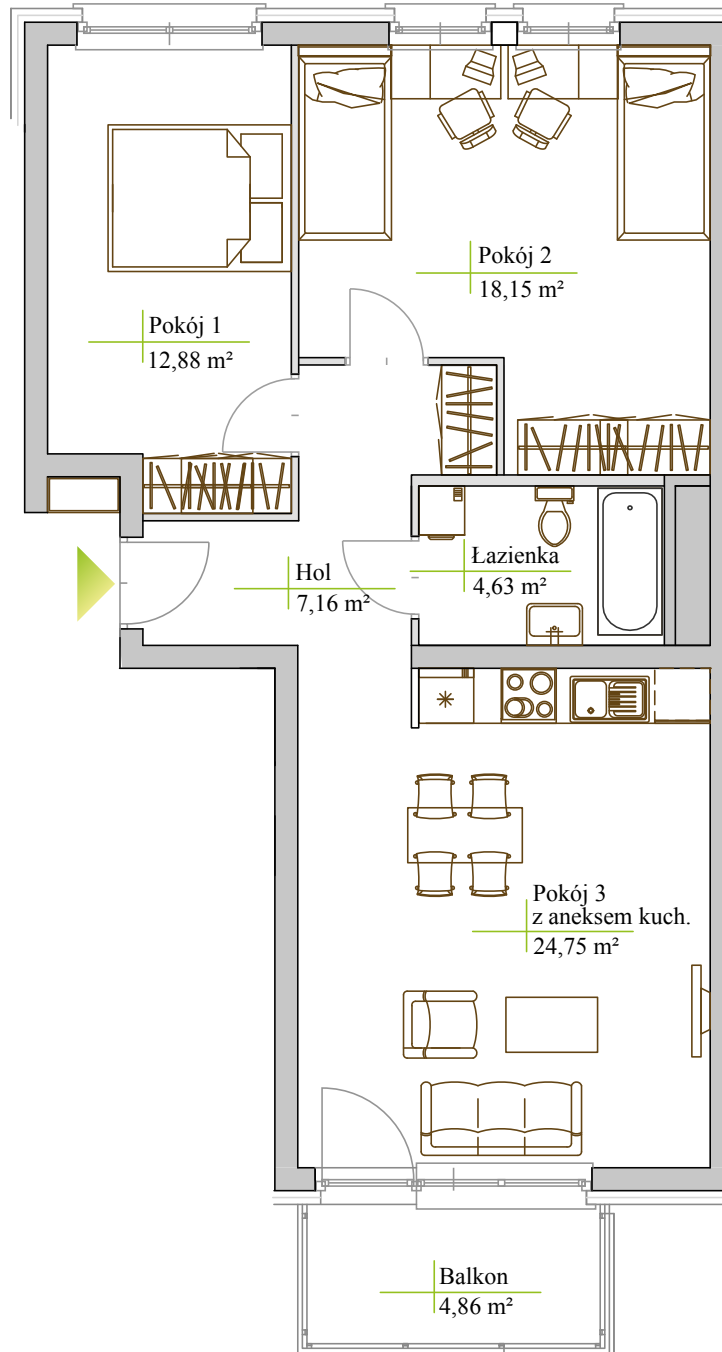 Pokój 2
18,15 m²
Pokój 1
12,88 m²
Łazienka
4,63 m²
Hol
7,16 m²
Pokój 3
z aneksem kuch.
24,75 m²
Balkon
4,86 m²